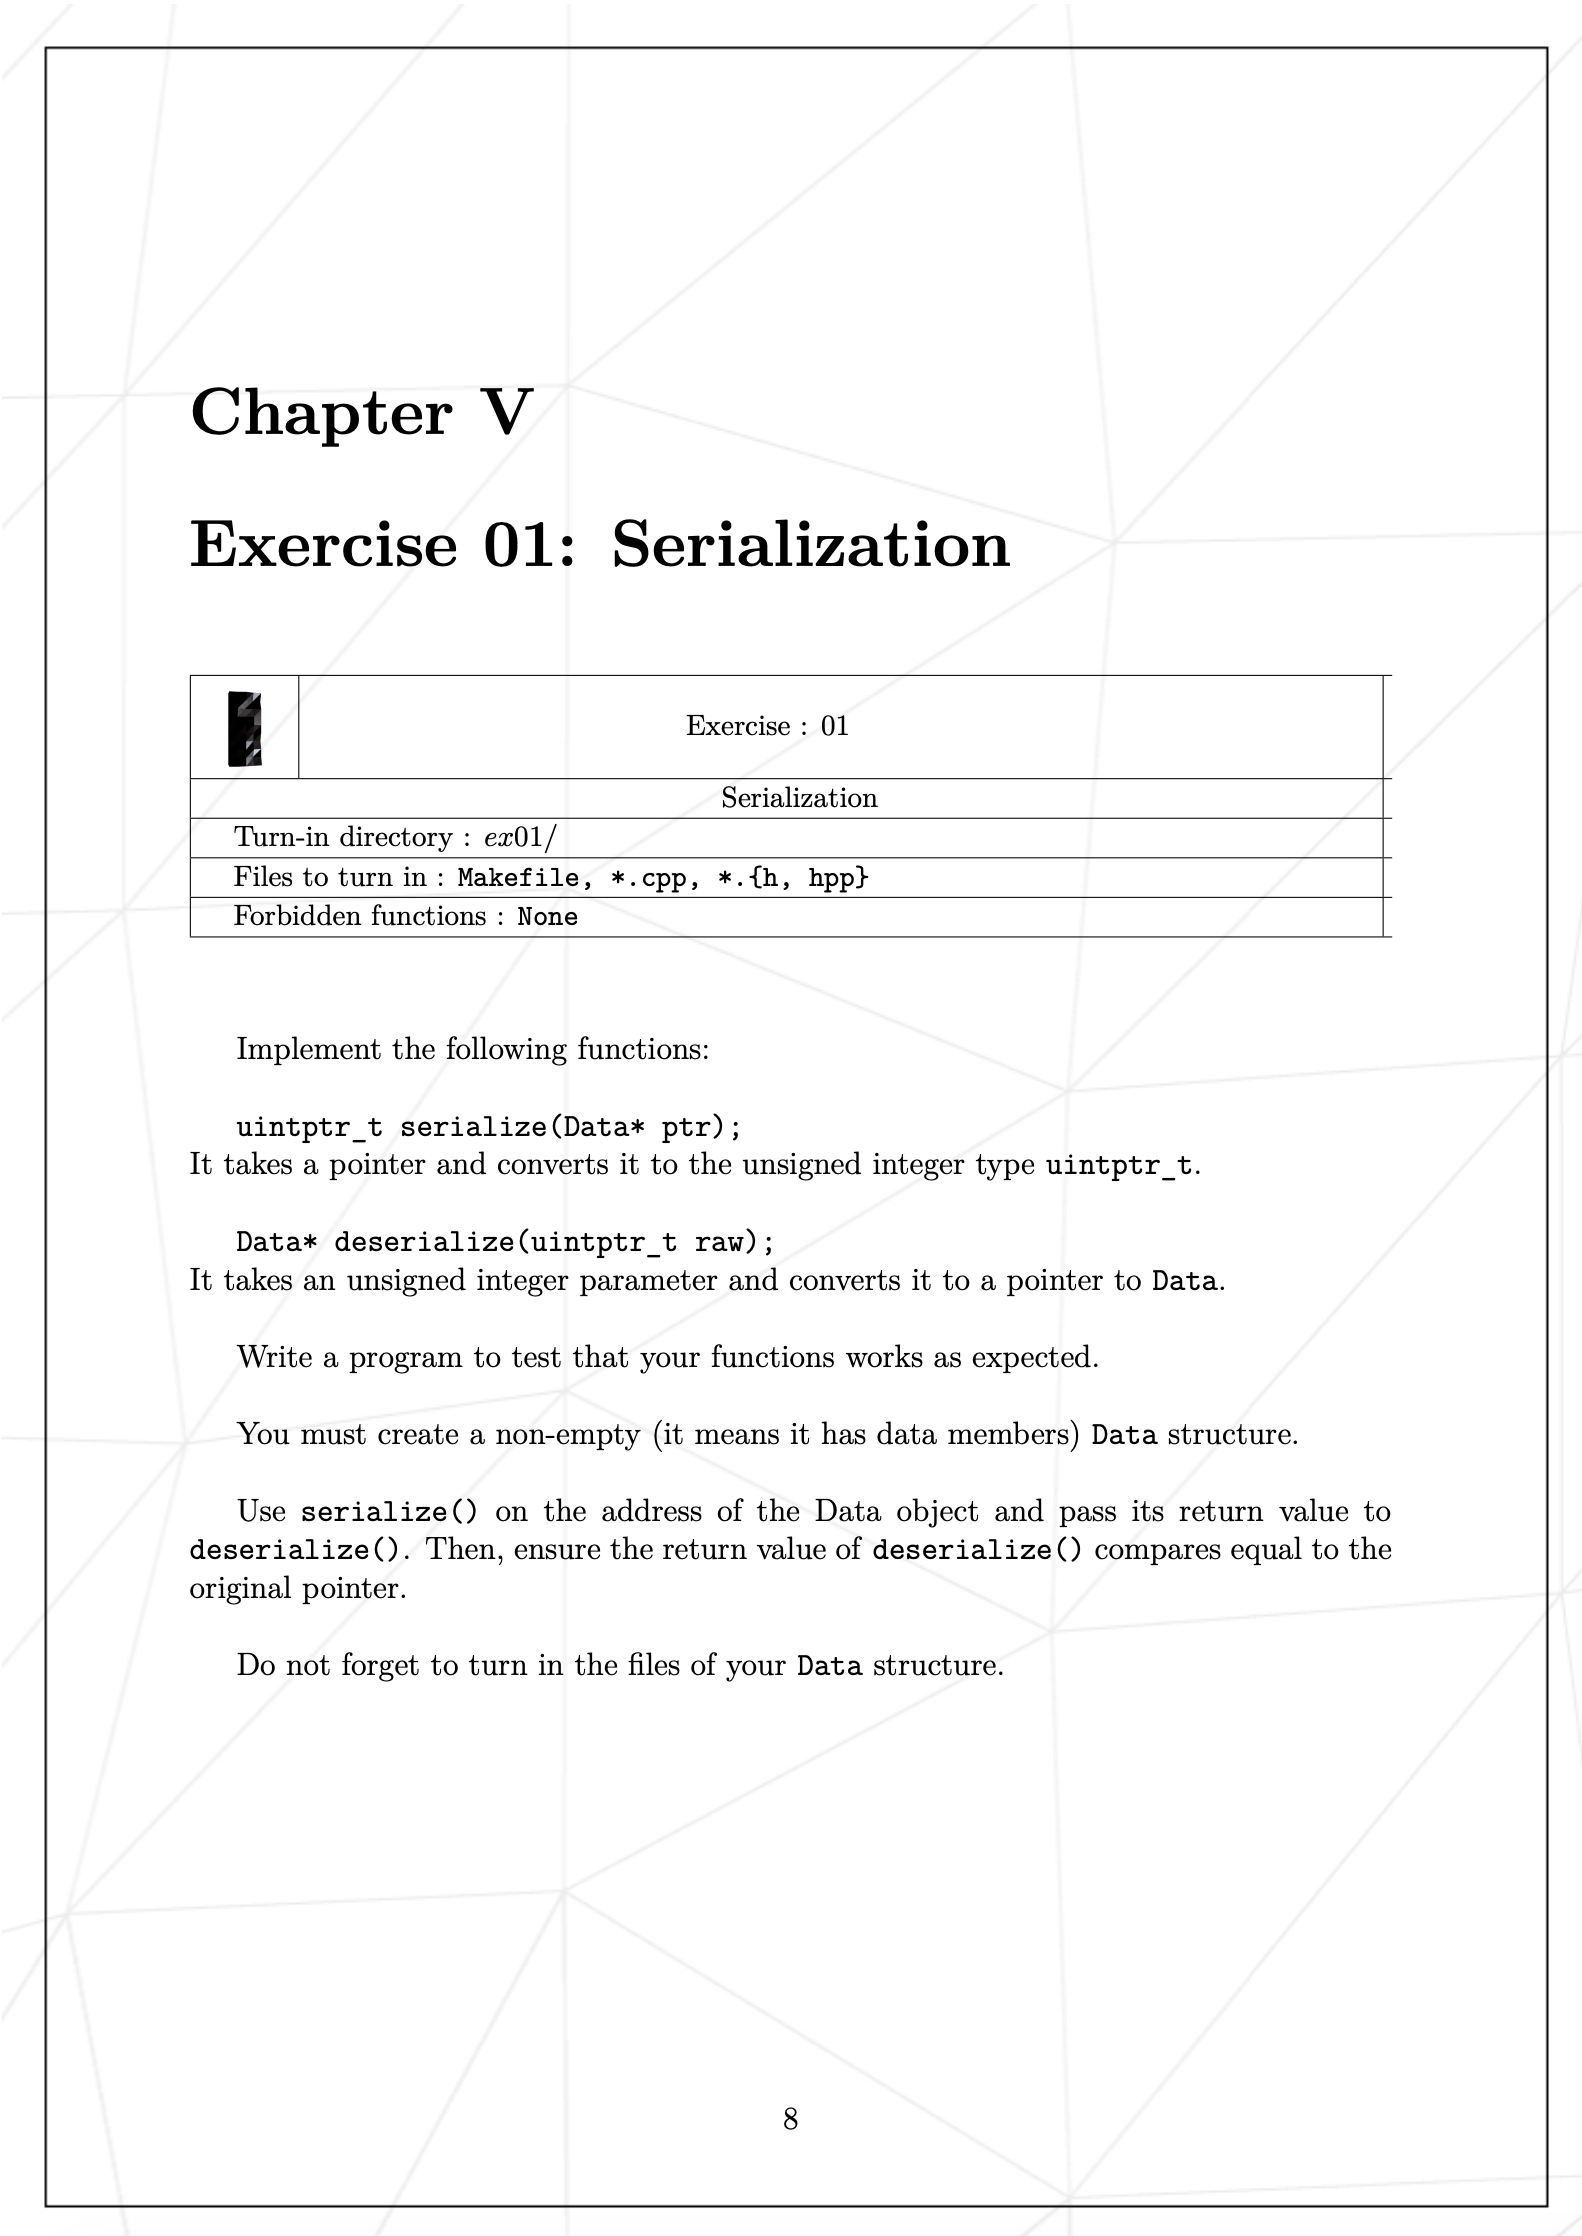 Chapter V
Exercise 01: Serialization
Exercise : 01
Serialization
Turn-in directory : ex01/
Files to turn in : Makefile, *.cpp, *.{h, hpp}
Forbidden functions : None
Implement the following functions:
uintptr_t serialize(Data* ptr);
It takes a pointer and converts it to the unsigned integer type uintptr_t.
Data* deserialize(uintptr_t raw);
It takes an unsigned integer parameter and converts it to a pointer to Data.
Write a program to test that your functions works as expected.
You must create a non-empty (it means it has data members) Data structure.
Use serialize() on the address of the Data object and pass its return value to
deserialize(). Then, ensure the return value of deserialize() compares equal to the
original pointer.
Do not forget to turn in the files of your Data structure.
8